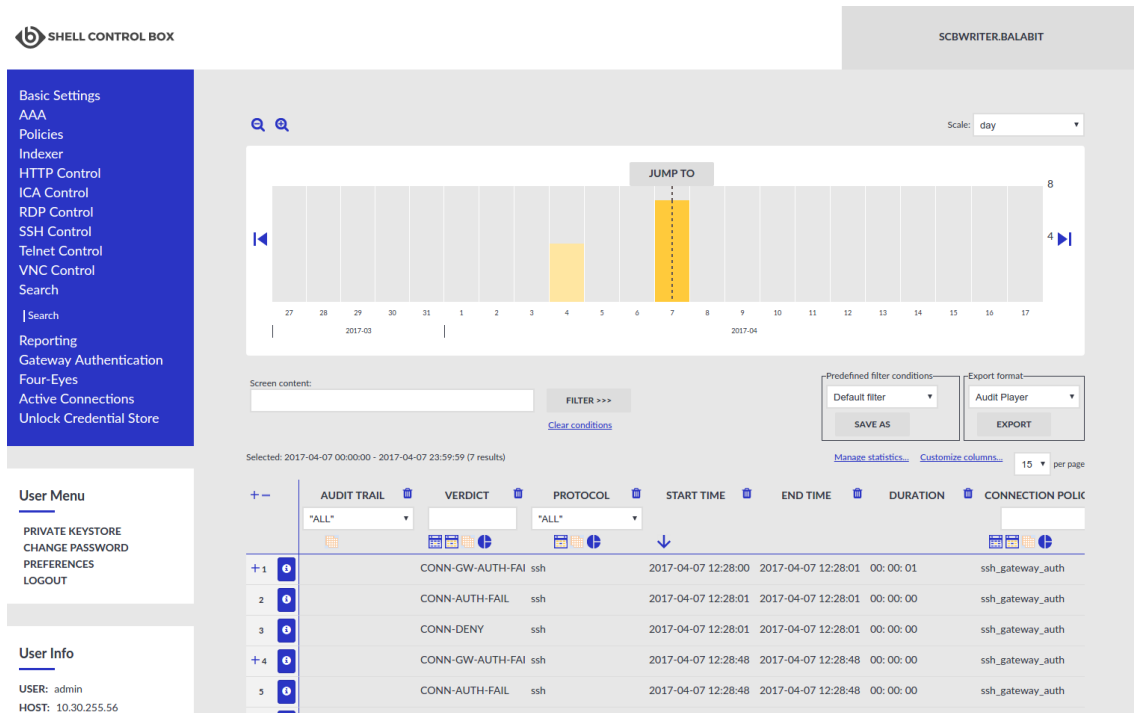 SHELL CONTROL BOX
SCBWRITER.BALABIT
Basic Settings
AAA
Policies
Indexer
HTTP Control
ICA Control
RDP Control
SSH Control
Telnet Control
VNC Control
Search
Search
Reporting
Gateway Authentication
Four-Eyes
Active Connections
Unlock Credential Store
User Menu
PRIVATE KEYSTORE
CHANGE PASSWORD
PREFERENCES
LOGOUT
User Info
USER: admin
HOST: 10.30.255.56
Scale: day
JUMP TO
8
4
27 28 29 30 31 1 2 3 4 5 6 7 8 9 10 11 12 13 14 15 16 17
2017-03 2017-04
Screen content:
FILTER >>>
Clear conditions
Predefined filter conditions
Default filter
SAVE AS
Export format
Audit Player
EXPORT
Selected: 2017-04-07 00:00:00 - 2017-04-07 23:59:59 (7 results)
Manage statistics... Customize columns... 15 per page
AUDIT TRAIL VERDICT PROTOCOL START TIME END TIME DURATION CONNECTION POLIC
"ALL" "ALL"
+1 CONN-GW-AUTH-FAI ssh 2017-04-07 12:28:00 2017-04-07 12:28:01 00: 00: 01 ssh_gateway_auth
2 CONN-AUTH-FAIL ssh 2017-04-07 12:28:01 2017-04-07 12:28:01 00: 00: 00 ssh_gateway_auth
3 CONN-DENY ssh 2017-04-07 12:28:01 2017-04-07 12:28:01 00: 00: 00 ssh_gateway_auth
+4 CONN-GW-AUTH-FAI ssh 2017-04-07 12:28:48 2017-04-07 12:28:48 00: 00: 00 ssh_gateway_auth
5 CONN-AUTH-FAIL ssh 2017-04-07 12:28:48 2017-04-07 12:28:48 00: 00: 00 ssh_gateway_auth